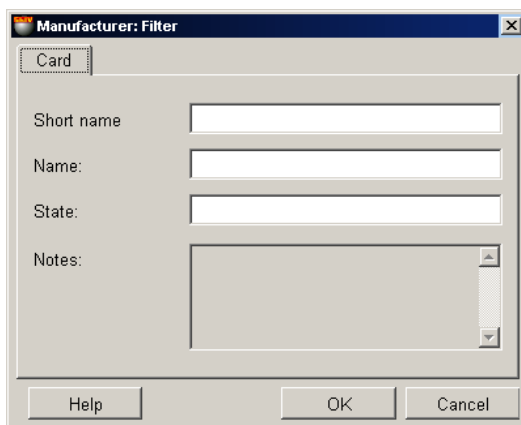 Manufacturer: Filter
Card
Short name
Name:
State:
Notes:
Help OK Cancel